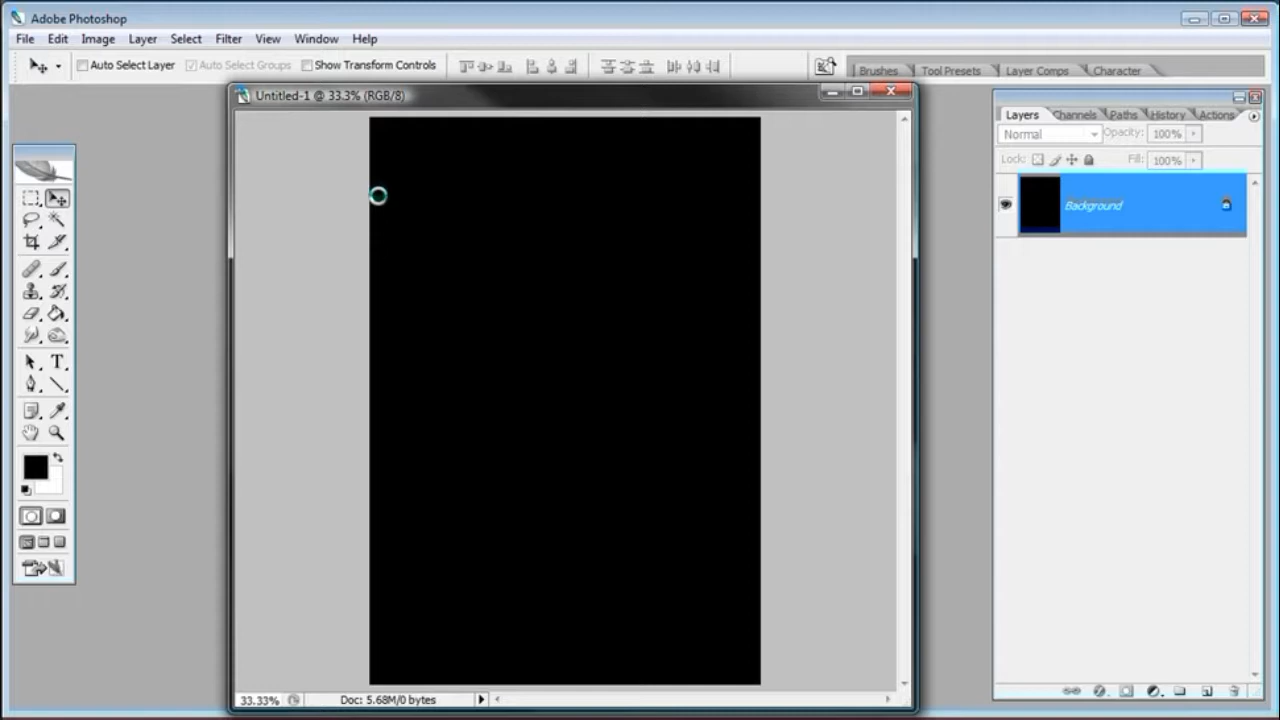 Adobe Photoshop
File Edit Image Layer Select Filter View Window Help
Auto Select Layer Auto Select Groups Show Transform Controls
Brushes Tool Presets Layer Comps Character
Untitled-1 @ 33.3% (RGB/8)
Layers Channels Paths History Actions
Normal Opacity: 100%
Lock: Fill: 100%
Background
T
33.33% Doc: 5.68M/0 bytes